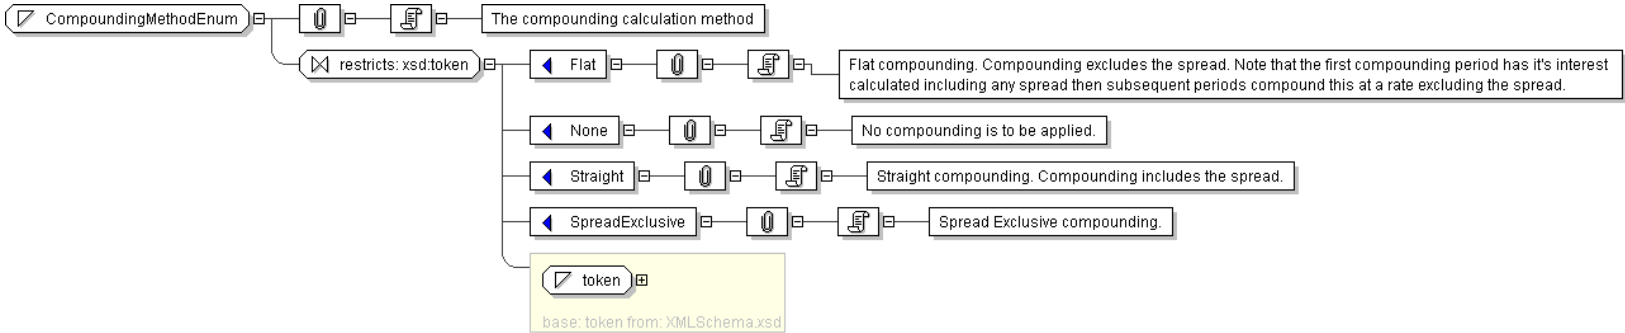 CompoundingMethodEnum
The compounding calculation method
restricts: xsd:token
Flat
Flat compounding. Compounding excludes the spread. Note that the first compounding period has it's interest
calculated including any spread then subsequent periods compound this at a rate excluding the spread.
None
No compounding is to be applied.
Straight
Straight compounding. Compounding includes the spread.
SpreadExclusive
Spread Exclusive compounding.
token
base: token from: XMLSchema.xsd